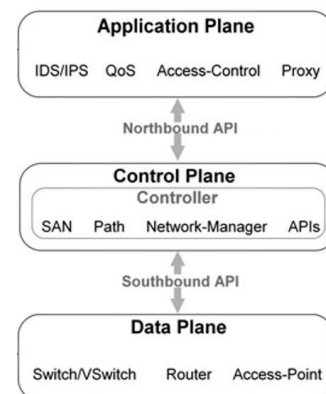 Application Plane
IDS/IPS QoS Access-Control Proxy
Northbound API
Control Plane
Controller
SAN Path Network-Manager APIs
Southbound API
Data Plane
Switch/VSwitch Router Access-Point